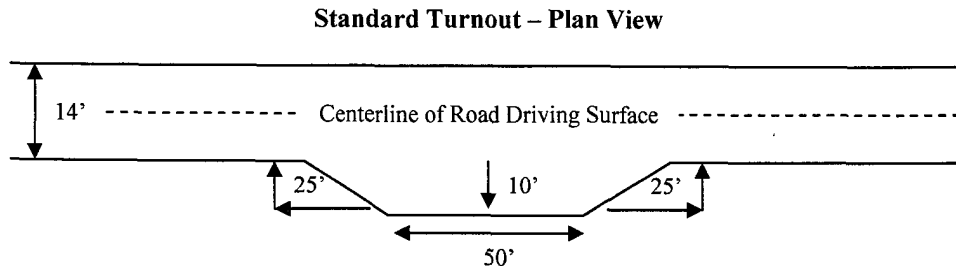 Standard Turnout – Plan View
14’
Centerline of Road Driving Surface
25’
10’
25’
50’